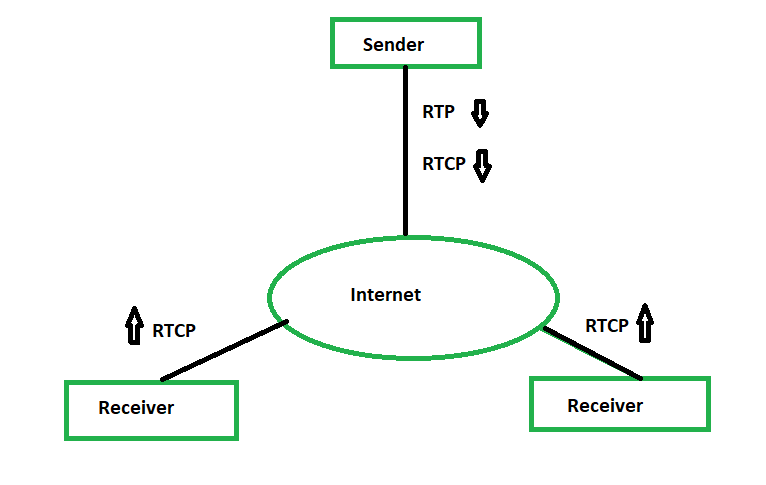 Sender
RTP
RTCP
Internet
RTCP
RTCP
Receiver
Receiver